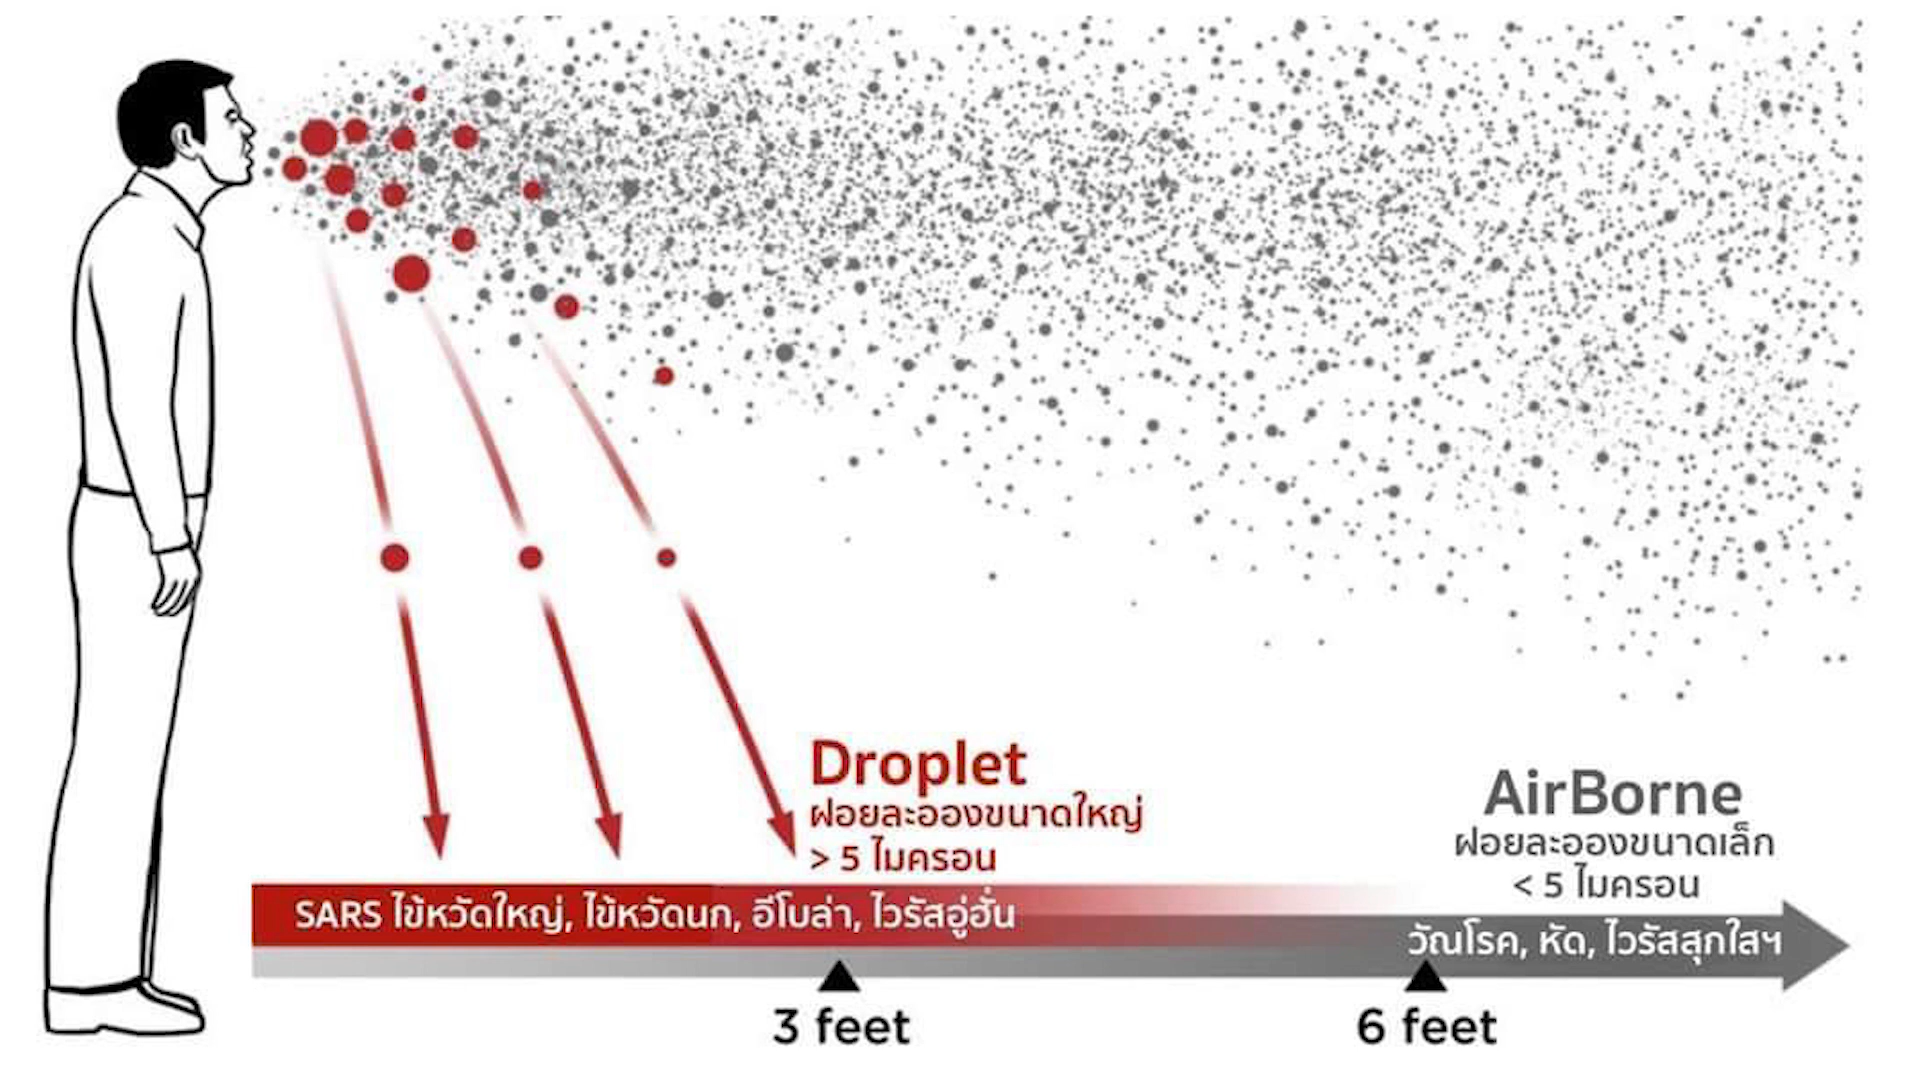 Droplet
ฝอยละอองขนาดใหญ่
> 5 ไมครอน
AirBorne
ฝอยละอองขนาดเล็ก
< 5 ไมครอน
SARS ไข้หวัดใหญ่, ไข้หวัดนก, อีโบล่า, ไวรัสอู่ฮั่น
วัณโรค, หัด, ไวรัสสุกใสฯ
3 feet
6 feet